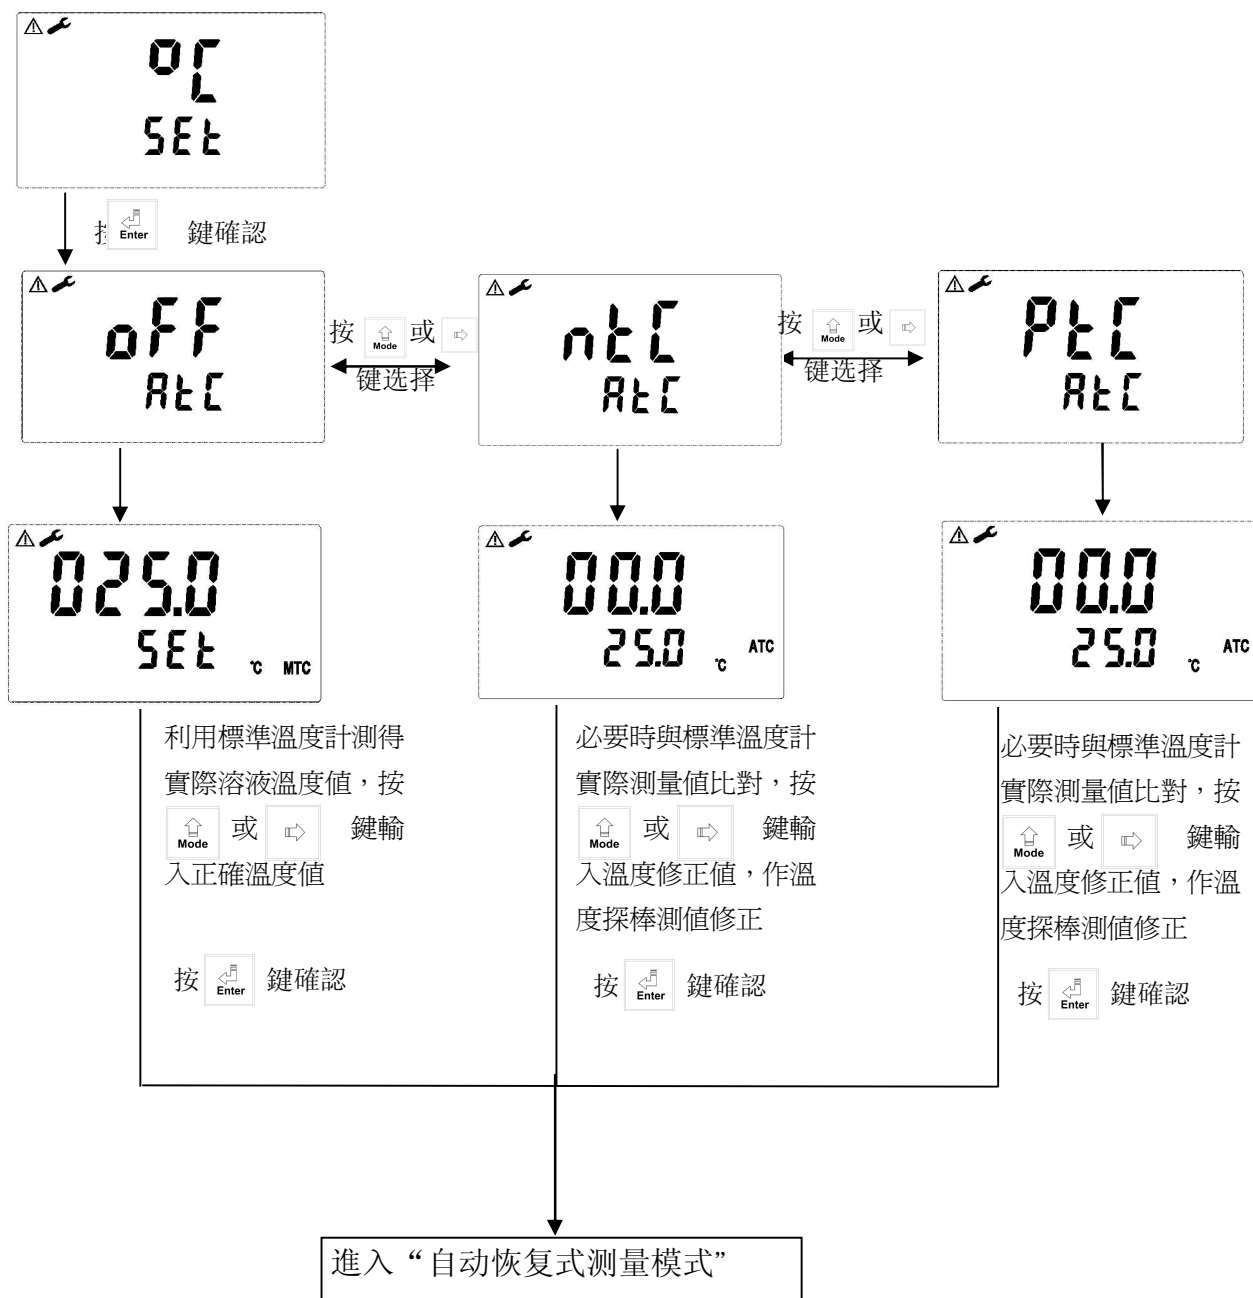 ℃
SEt
按 Enter 鍵確認
oFF
AtC
按 Mode 或
键选择
ntC
AtC
按 Mode 或
键选择
PtC
AtC
025.0
SEt ℃ MTC
00.0
25.0 ℃ ATC
00.0
25.0 ℃ ATC
利用標準溫度計測得
實際溶液溫度值，按
Mode 或 鍵輸
入正確溫度值
按 Enter 鍵確認
必要時與標準溫度計
實際測量值比對，按
Mode 或 鍵輸
入溫度修正值，作溫
度探棒測值修正
按 Enter 鍵確認
必要時與標準溫度計
實際測量值比對，按
Mode 或 鍵輸
入溫度修正值，作溫
度探棒測值修正
按 Enter 鍵確認
進入“自动恢复式测量模式”